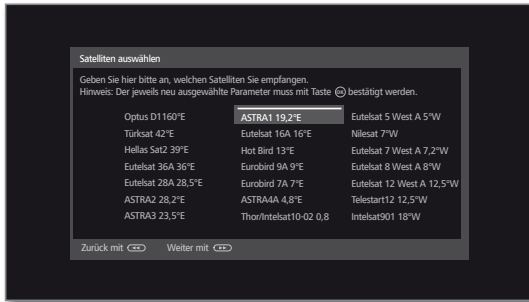 Satelliten auswählen
Geben Sie hier bitte an, welchen Satelliten Sie empfangen.
Hinweis: Der jeweils neu ausgewählte Parameter muss mit Taste OK bestätigt werden.
Optus D1160°E ASTRA1 19,2°E Eutelsat 5 West A 5°W
Türksat 42°E Eutelsat 16A 16°E Nilesat 7°W
Hellas Sat2 39°E Hot Bird 13°E Eutelsat 7 West A 7,2°W
Eutelsat 36A 36°E Eurobird 9A 9°E Eutelsat 8 West A 8°W
Eutelsat 28A 28,5°E Eurobird 7A 7°E Eutelsat 12 West A 12,5°W
ASTRA2 28,2°E ASTRA4A 4,8°E Telestart12 12,5°W
ASTRA3 23,5°E Thor/Intelsat10-02 0,8 Intelsat901 18°W
Zurück mit Weiter mit